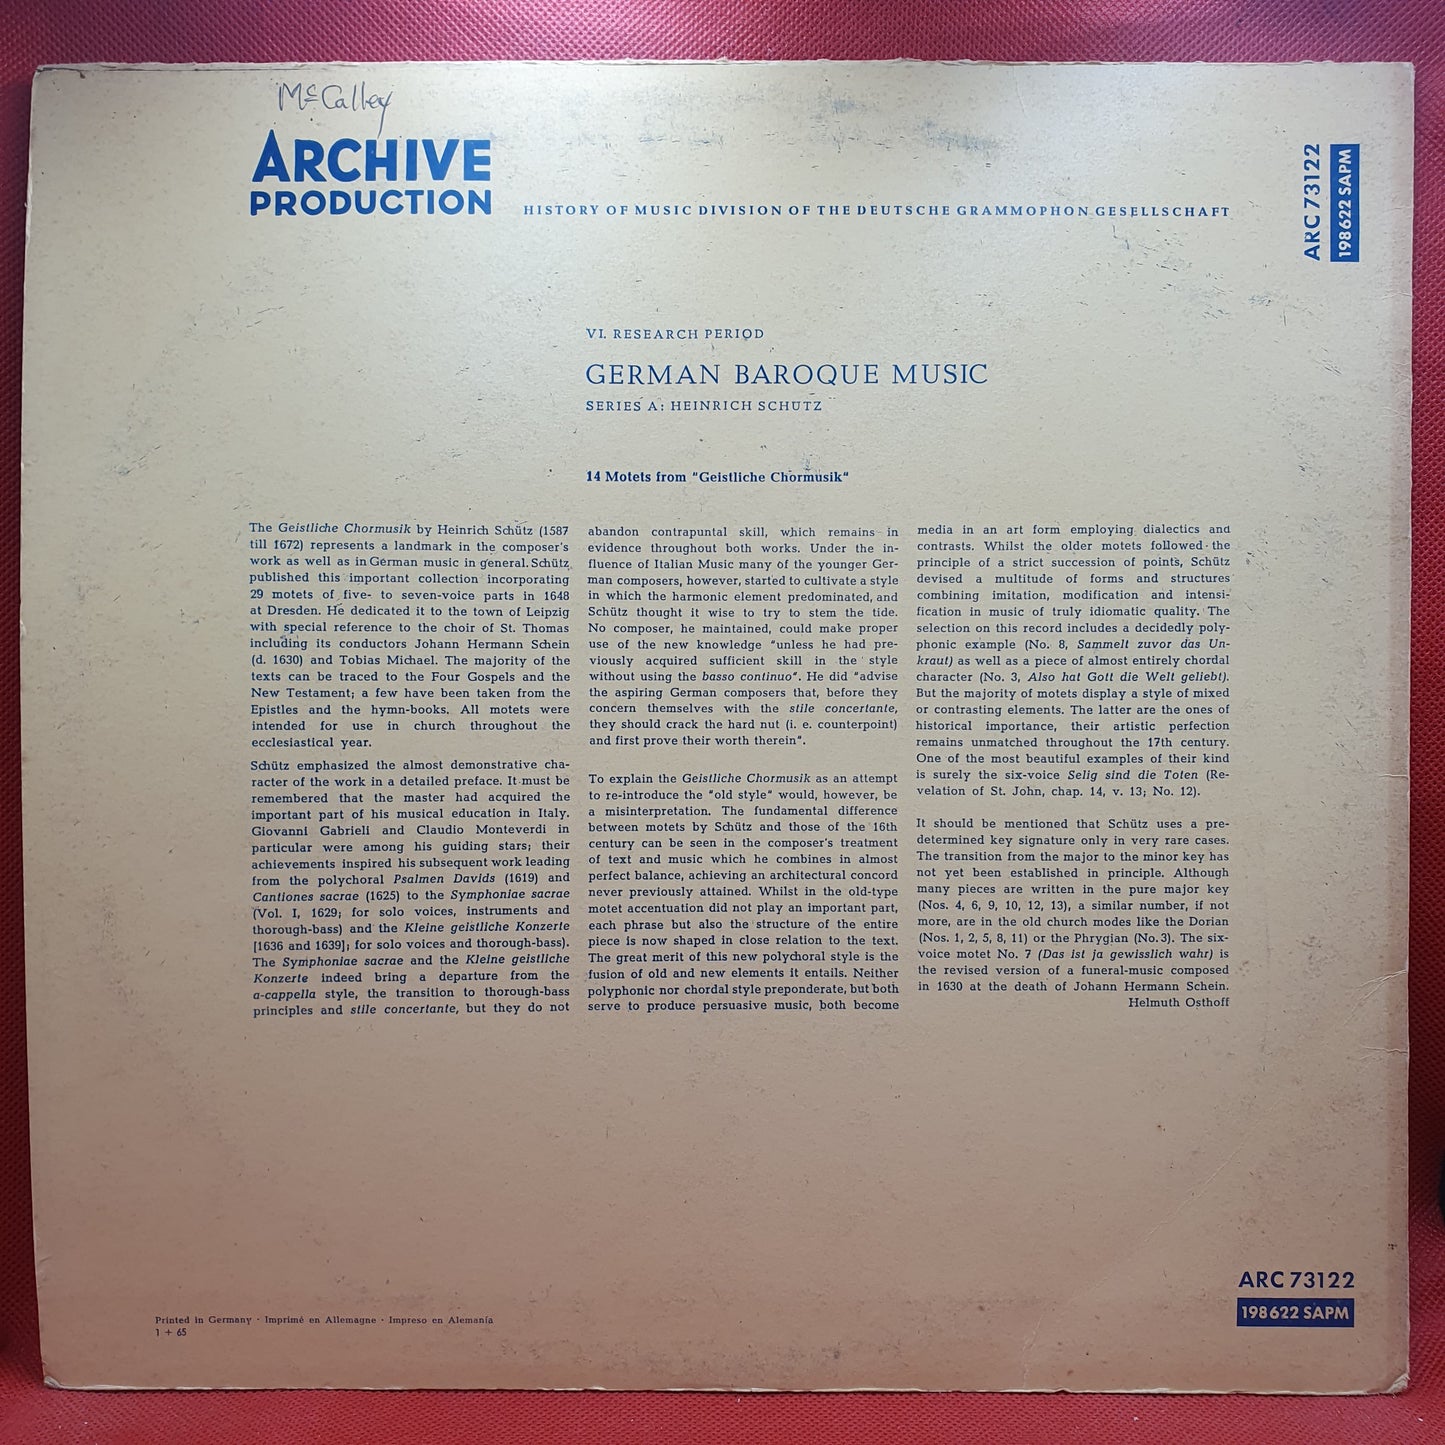 McCalley
ARCHIVE
PRODUCTION
HISTORY OF MUSIC DIVISION OF THE DEUTSCHE GRAMMOPHON GESELLSCHAFT
ARC 73122
198622 SAPM
VI. RESEARCH PERIOD
GERMAN BAROQUE MUSIC
SERIES A: HEINRICH SCHÜTZ
14 Motets from "Geistliche Chormusik"
The Geistliche Chormusik by Heinrich Schütz (1587
till 1672) represents a landmark in the composer's
work as well as in German music in general. Schütz
published this important collection incorporating
29 motets of five- to seven-voice parts in 1648
at Dresden. He dedicated it to the town of Leipzig
with special reference to the choir of St. Thomas
including its conductors Johann Hermann Schein
(d. 1630) and Tobias Michael. The majority of the
texts can be traced to the Four Gospels and the
New Testament; a few have been taken from the
Epistles and the hymn-books. All motets were
intended for use in church throughout the
ecclesiastical year.
Schütz emphasized the almost demonstrative cha-
racter of the work in a detailed preface. It must be
remembered that the master had acquired the
important part of his musical education in Italy.
Giovanni Gabrieli and Claudio Monteverdi in
particular were among his guiding stars; their
achievements inspired his subsequent work leading
from the polychoral Psalmen Davids (1619) and
Cantiones sacrae (1625) to the Symphoniae sacrae
(Vol. I, 1629; for solo voices, instruments and
thorough-bass) and the Kleine geistliche Konzerte
[1636 and 1639]; for solo voices and thorough-bass).
The Symphoniae sacrae and the Kleine geistliche
Konzerte indeed bring a departure from the
a-cappella style, the transition to thorough-bass
principles and stile concertante, but they do not
abandon contrapuntal skill, which remains in
evidence throughout both works. Under the in-
fluence of Italian Music many of the younger Ger-
man composers, however, started to cultivate a style
in which the harmonic element predominated, and
Schütz thought it wise to try to stem the tide.
No composer, he maintained, could make proper
use of the new knowledge "unless he had pre-
viously acquired sufficient skill in the style
without using the basso continuo". He did "advise
the aspiring German composers that, before they
concern themselves with the stile concertante,
they should crack the hard nut (i. e. counterpoint)
and first prove their worth therein".
To explain the Geistliche Chormusik as an attempt
to re-introduce the "old style" would, however, be
a misinterpretation. The fundamental difference
between motets by Schütz and those of the 16th
century can be seen in the composer's treatment
of text and music which he combines in almost
perfect balance, achieving an architectural concord
never previously attained. Whilst in the old-type
motet accentuation did not play an important part,
each phrase but also the structure of the entire
piece is now shaped in close relation to the text.
The great merit of this new polychoral style is the
fusion of old and new elements it entails. Neither
polyphonic nor chordal style preponderate, but both
serve to produce persuasive music, both become
media in an art form employing dialectics and
contrasts. Whilst the older motets followed the
principle of a strict succession of points, Schütz
devised a multitude of forms and structures
combining imitation, modification and intensi-
fication in music of truly idiomatic quality. The
selection on this record includes a decidedly poly-
phonic example (No. 8, Sammelt zuvor das Un-
kraut) as well as a piece of almost entirely chordal
character (No. 3, Also hat Gott die Welt geliebt).
But the majority of motets display a style of mixed
or contrasting elements. The latter are the ones of
historical importance, their artistic perfection
remains unmatched throughout the 17th century.
One of the most beautiful examples of their kind
is surely the six-voice Selig sind die Toten (Re-
velation of St. John, chap. 14, v. 13; No. 12).
It should be mentioned that Schütz uses a pre-
determined key signature only in very rare cases.
The transition from the major to the minor key has
not yet been established in principle. Although
many pieces are written in the pure major key
(Nos. 4, 6, 9, 10, 12, 13), a similar number, if not
more, are in the old church modes like the Dorian
(Nos. 1, 2, 5, 8, 11) or the Phrygian (No. 3). The six-
voice motet No. 7 (Das ist ja gewisslich wahr) is
the revised version of a funeral-music composed
in 1630 at the death of Johann Hermann Schein.
Helmuth Osthoff
ARC 73122
198622 SAPM
Printed in Germany · Imprimé en Allemagne · Impreso en Alemania
1 + 65